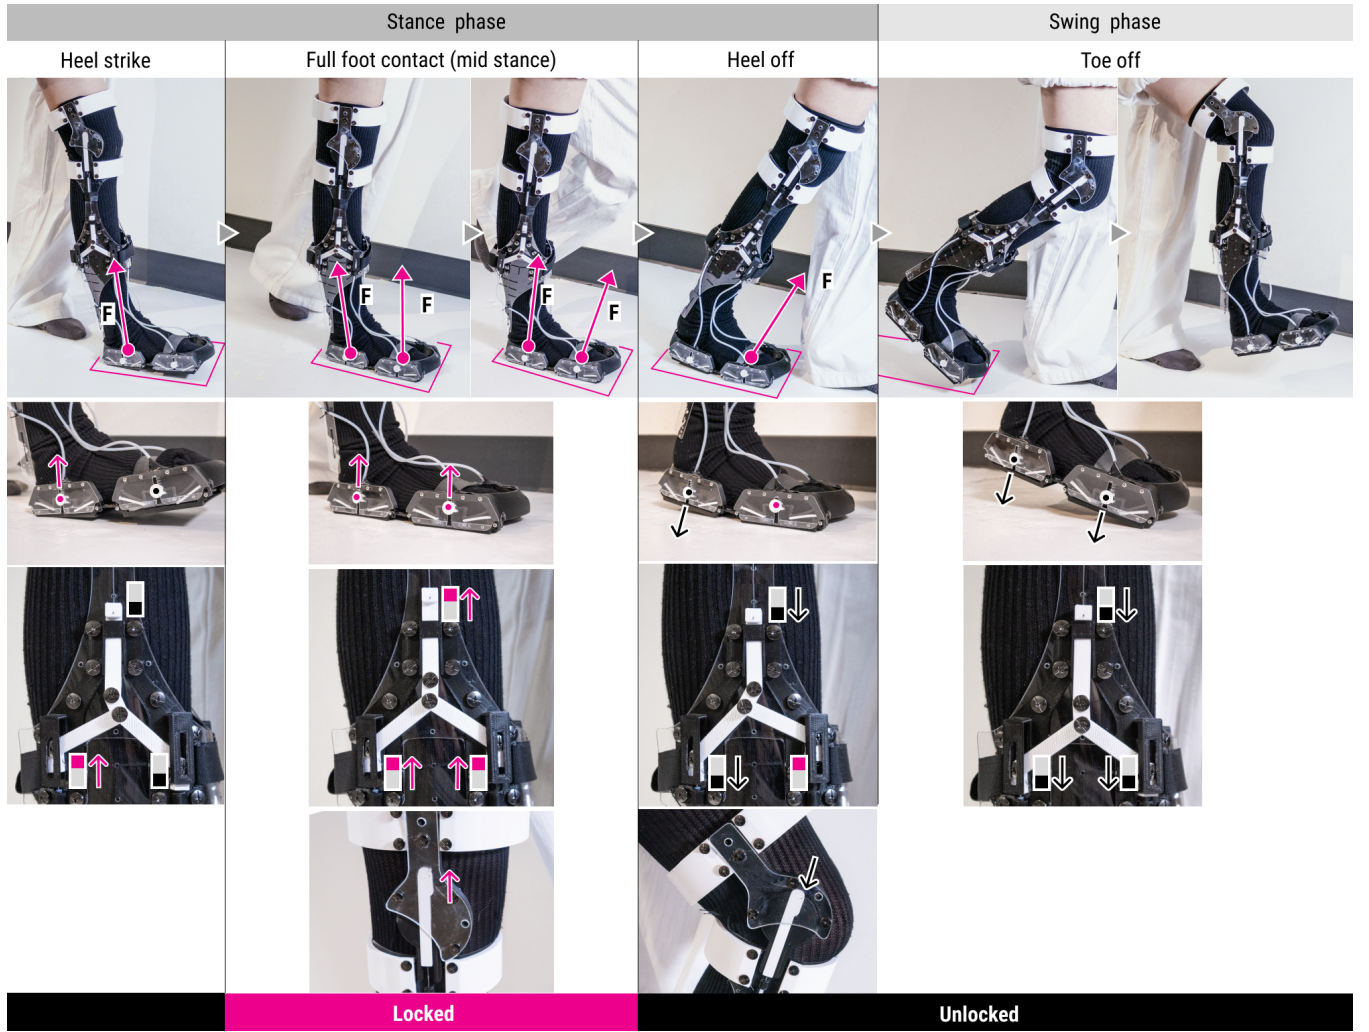 Stance phase
Swing phase
Heel strike
Full foot contact (mid stance)
Heel off
Toe off
F
F
F
F
F
F
Locked
Unlocked